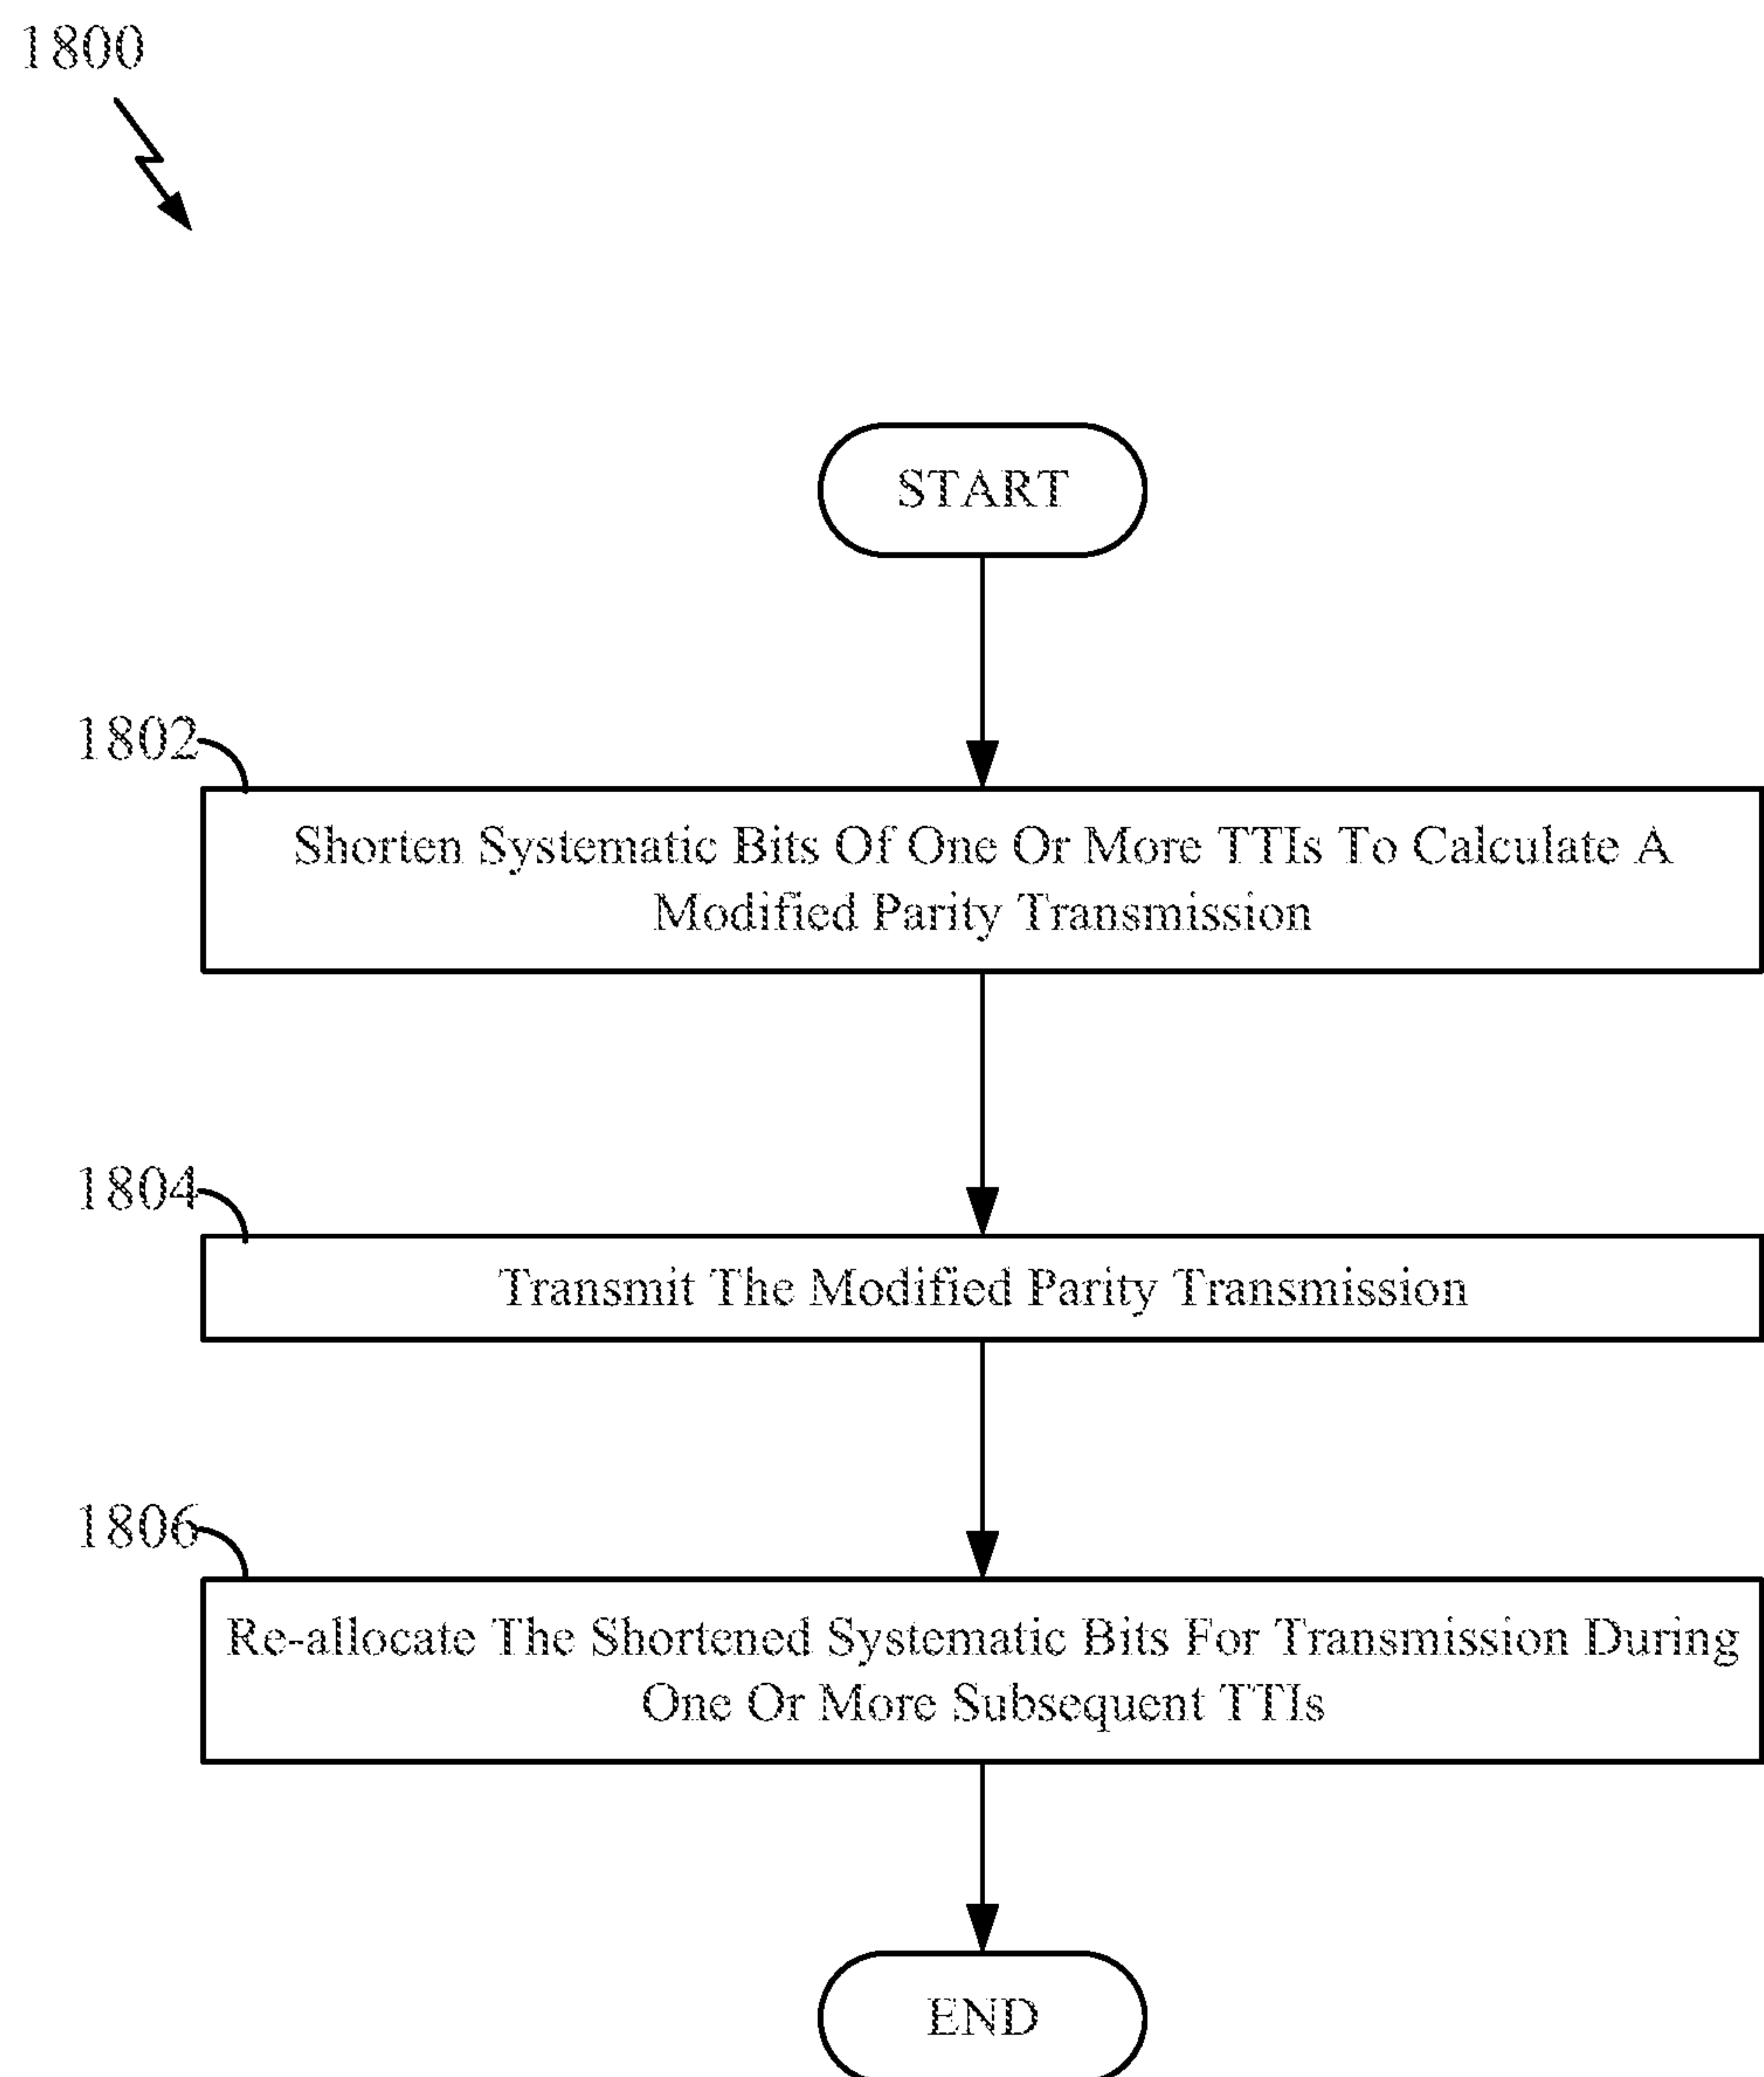 1800
START
1802
Shorten Systematic Bits Of One Or More TTIs To Calculate A
Modified Parity Transmission
1804
Transmit The Modified Parity Transmission
1806
Re-allocate The Shortened Systematic Bits For Transmission During
One Or More Subsequent TTIs
END